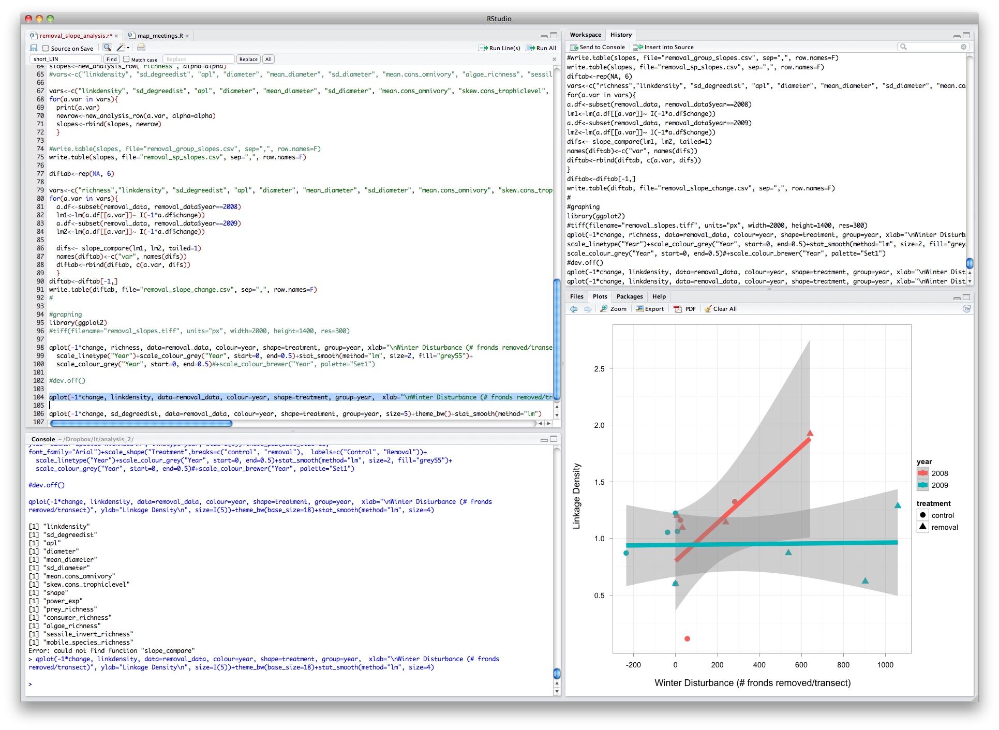 RStudio
removal_slope_analysis.r*
map_meetings.R
Source on Save
Run Line(s)
Run All
short_UIN
Find
Match case
Replace
Replace
All
64 slopes<-new_analysis_row("richness", alpha=alpha)
65 #vars<-c("linkdensity", "sd_degreedist", "apl", "diameter", "mean_diameter", "sd_diameter", "mean.cons_omnivory", "algae_richness", "sessil
66
67 vars<-c("linkdensity", "sd_degreedist", "apl", "diameter", "mean_diameter", "sd_diameter", "mean.cons_omnivory", "skew.cons_trophiclevel",
68 for(a.var in vars){
69 print(a.var)
70 newrow<-new_analysis_row(a.var, alpha=alpha)
71 slopes<-rbind(slopes, newrow)
72 }
73
74 #write.table(slopes, file="removal_group_slopes.csv", sep=",", row.names=F)
75 write.table(slopes, file="removal_sp_slopes.csv", sep=",", row.names=F)
76
77 diftab<-rep(NA, 6)
78
79 vars<-c("richness","linkdensity", "sd_degreedist", "apl", "diameter", "mean_diameter", "sd_diameter", "mean.cons_omnivory", "skew.cons_trop
80 for(a.var in vars){
81 a.df<-subset(removal_data, removal_data$year==2008)
82 lm1<-lm(a.df[[a.var]]~ I(-1*a.df$change))
83 a.df<-subset(removal_data, removal_data$year==2009)
84 lm2<-lm(a.df[[a.var]]~ I(-1*a.df$change))
85
86 difs<- slope_compare(lm1, lm2, tailed=1)
87 names(diftab)<-c("var", names(difs))
88 diftab<-rbind(diftab, c(a.var, difs))
89 }
90 diftab<-diftab[-1,]
91 write.table(diftab, file="removal_slope_change.csv", sep=",", row.names=F)
92 #
93
94 #graphing
95 library(ggplot2)
96 #tiff(filename="removal_slopes.tiff", units="px", width=2000, height=1400, res=300)
97
98 qplot(-1*change, richness, data=removal_data, colour=year, shape=treatment, group=year, xlab="\nWinter Disturbance (# fronds removed/transe
99 scale_linetype("Year")+scale_colour_grey("Year", start=0, end=0.5)+stat_smooth(method="lm", size=2, fill="grey55")+
100 scale_colour_grey("Year", start=0, end=0.5)#+scale_colour_brewer("Year", palette="Set1")
101
102 #dev.off()
103
104 qplot(-1*change, linkdensity, data=removal_data, colour=year, shape=treatment, group=year,  xlab="\nWinter Disturbance (# fronds removed/tr
105
106 qplot(-1*change, sd_degreedist, data=removal_data, colour=year, shape=treatment, group=year, size=5)+theme_bw()+stat_smooth(method="lm")
107
Console ~/Dropbox/lt/analysis_2/
font_family="Arial")+scale_shape("Treatment",breaks=c("control", "removal"),  labels=c("Control", "Removal"))+
scale_linetype("Year")+scale_colour_grey("Year", start=0, end=0.5)+stat_smooth(method="lm", size=2, fill="grey55")+
scale_colour_grey("Year", start=0, end=0.5)#+scale_colour_brewer("Year", palette="Set1")
#dev.off()
qplot(-1*change, linkdensity, data=removal_data, colour=year, shape=treatment, group=year,  xlab="\nWinter Disturbance (# fronds
removed/transect)", ylab="Linkage Density\n", size=I(5))+theme_bw(base_size=18)+stat_smooth(method="lm", size=4)
[1] "linkdensity"
[1] "sd_degreedist"
[1] "apl"
[1] "diameter"
[1] "mean_diameter"
[1] "sd_diameter"
[1] "mean.cons_omnivory"
[1] "skew.cons_trophiclevel"
[1] "shape"
[1] "power_exp"
[1] "prey_richness"
[1] "consumer_richness"
[1] "algae_richness"
[1] "sessile_invert_richness"
[1] "mobile_species_richness"
Error: could not find function "slope_compare"
> qplot(-1*change, linkdensity, data=removal_data, colour=year, shape=treatment, group=year,  xlab="\nWinter Disturbance (# fronds
removed/transect)", ylab="Linkage Density\n", size=I(5))+theme_bw(base_size=18)+stat_smooth(method="lm", size=4)
>
Workspace
History
Send to Console
Insert into Source
#write.table(slopes, file="removal_group_slopes.csv", sep=",", row.names=F)
write.table(slopes, file="removal_sp_slopes.csv", sep=",", row.names=F)
diftab<-rep(NA, 6)
vars<-c("richness","linkdensity", "sd_degreedist", "apl", "diameter", "mean_diameter", "sd_diameter", "mean.co
for(a.var in vars){
a.df<-subset(removal_data, removal_data$year==2008)
lm1<-lm(a.df[[a.var]]~ I(-1*a.df$change))
a.df<-subset(removal_data, removal_data$year==2009)
lm2<-lm(a.df[[a.var]]~ I(-1*a.df$change))
difs<- slope_compare(lm1, lm2, tailed=1)
names(diftab)<-c("var", names(difs))
diftab<-rbind(diftab, c(a.var, difs))
}
diftab<-diftab[-1,]
write.table(diftab, file="removal_slope_change.csv", sep=",", row.names=F)
#
#graphing
library(ggplot2)
#tiff(filename="removal_slopes.tiff", units="px", width=2000, height=1400, res=300)
qplot(-1*change, richness, data=removal_data, colour=year, shape=treatment, group=year, xlab="\nWinter Disturb
scale_linetype("Year")+scale_colour_grey("Year", start=0, end=0.5)+stat_smooth(method="lm", size=2, fill="grey
scale_colour_grey("Year", start=0, end=0.5)#+scale_colour_brewer("Year", palette="Set1")
#dev.off()
qplot(-1*change, linkdensity, data=removal_data, colour=year, shape=treatment, group=year, xlab="\nWinter Dist
qplot(-1*change, linkdensity, data=removal_data, colour=year, shape=treatment, group=year, xlab="\nWinter Dist
Files
Plots
Packages
Help
Zoom
Export
PDF
Clear All
2.5
2.0
1.5
1.0
0.5
Linkage Density
-200
0
200
400
600
800
1000
Winter Disturbance (# fronds removed/transect)
year
2008
2009
treatment
control
removal